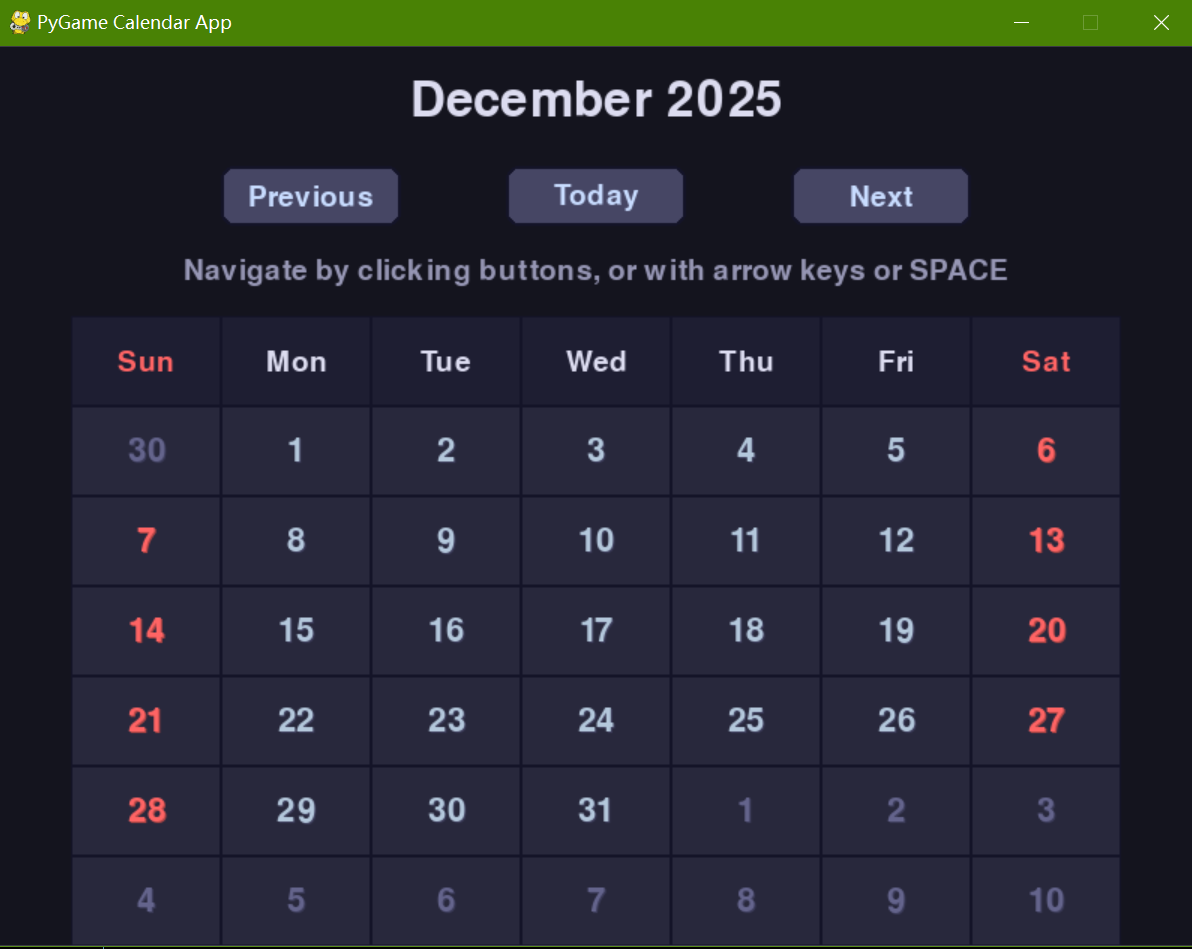 PyGame Calendar App
December 2025
Previous Today Next
Navigate by clicking buttons, or with arrow keys or SPACE
Sun Mon Tue Wed Thu Fri Sat
30 1 2 3 4 5 6
7 8 9 10 11 12 13
14 15 16 17 18 19 20
21 22 23 24 25 26 27
28 29 30 31 1 2 3
4 5 6 7 8 9 10